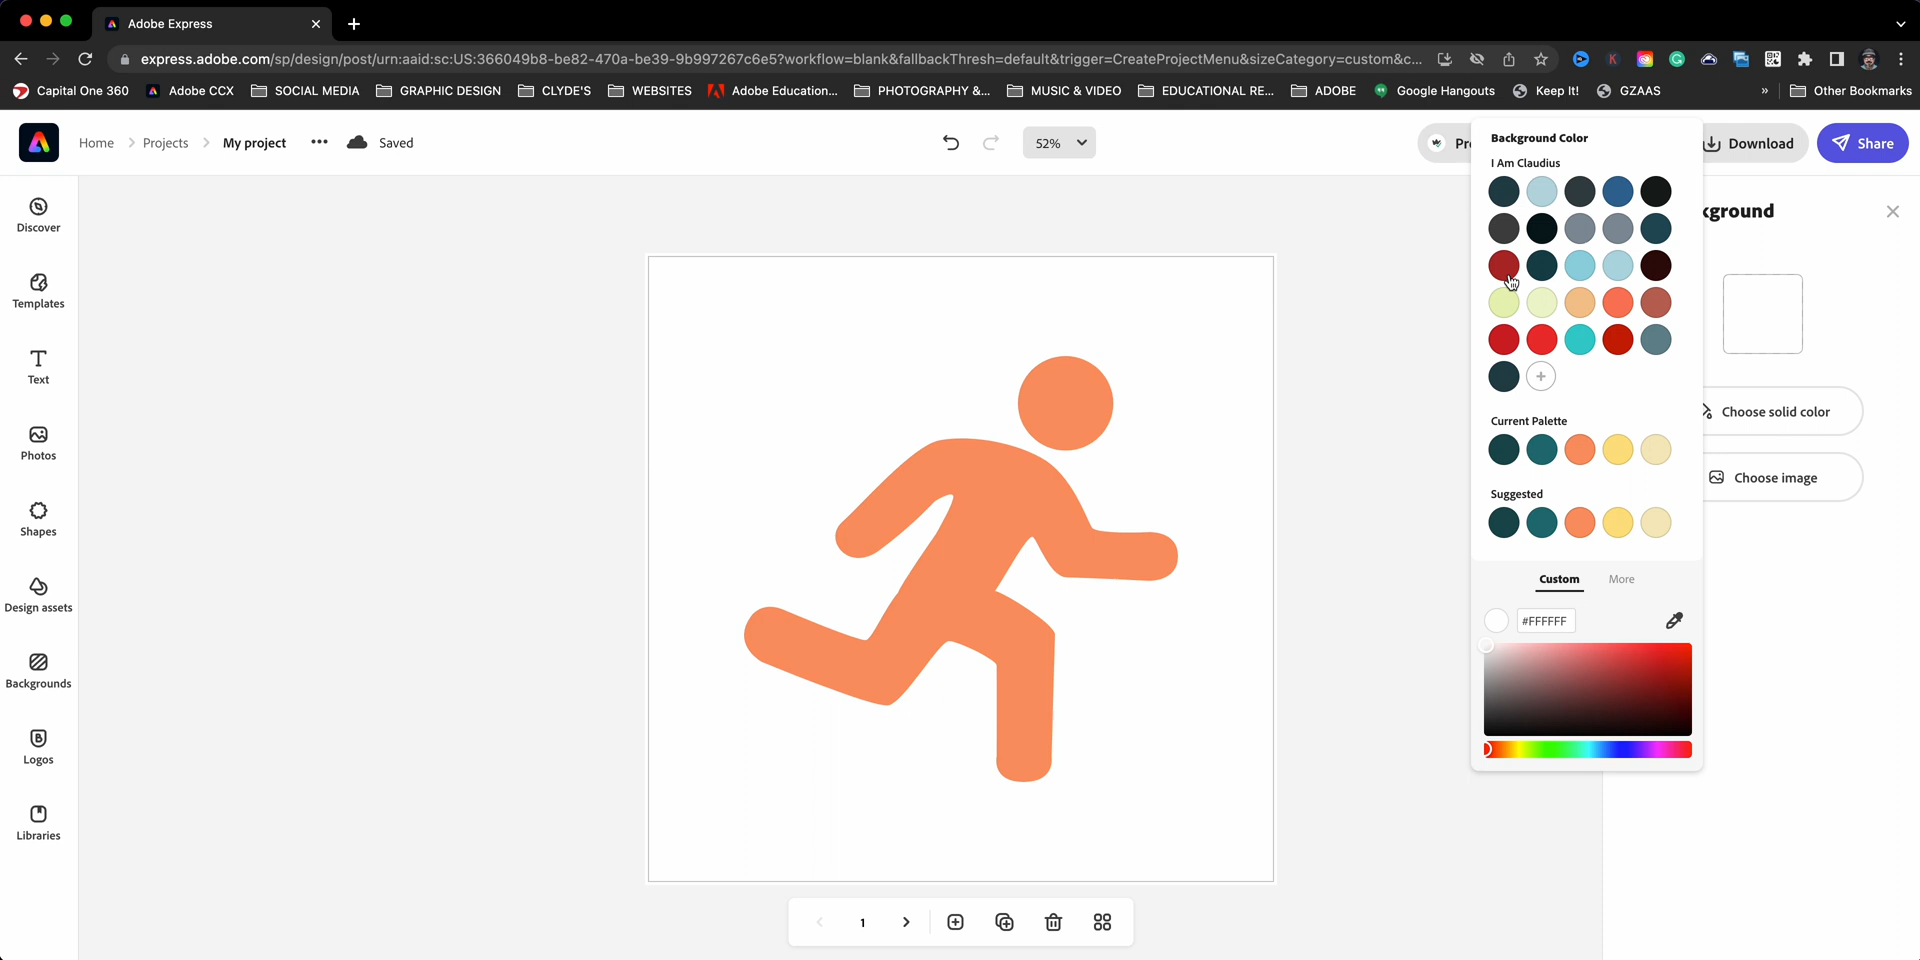 Adobe Express
express.adobe.com/sp/design/post/urn:aaid:sc:US:366049b8-be82-470a-be39-9b997267c6e5?workflow=blank&fallbackThresh=default&trigger=CreateProjectMenu&sizeCategory=custom&c...
Capital One 360 Adobe CCX SOCIAL MEDIA GRAPHIC DESIGN CLYDE'S WEBSITES Adobe Education... PHOTOGRAPHY &... MUSIC & VIDEO EDUCATIONAL RE... ADOBE Google Hangouts Keep It! GZAAS » Other Bookmarks
Home Projects My project ••• Saved 52% Pr Download Share
Background Color
I Am Claudius
kground
Discover
Templates
Text
Photos
Shapes
Design assets
Backgrounds
Logos
Libraries
Choose solid color
Current Palette
Choose image
Suggested
Custom More
#FFFFFF
1